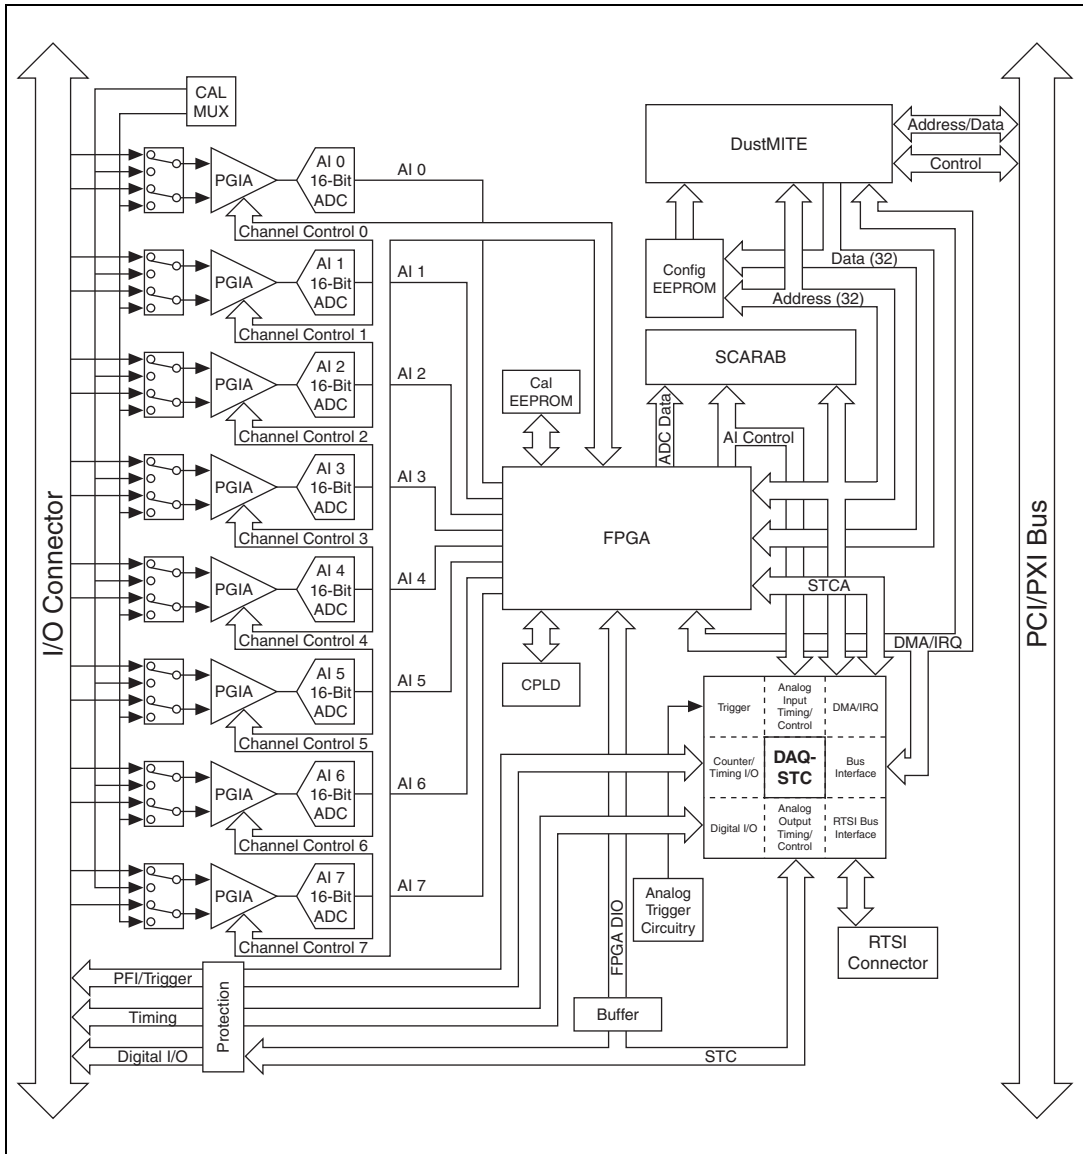 I/O Connector
CAL
MUX
PGIA
AI 0
16-Bit
ADC
AI 0
Channel Control 0
PGIA
AI 1
16-Bit
ADC
AI 1
Channel Control 1
PGIA
AI 2
16-Bit
ADC
AI 2
Channel Control 2
PGIA
AI 3
16-Bit
ADC
AI 3
Channel Control 3
PGIA
AI 4
16-Bit
ADC
AI 4
Channel Control 4
PGIA
AI 5
16-Bit
ADC
AI 5
Channel Control 5
PGIA
AI 6
16-Bit
ADC
AI 6
Channel Control 6
PGIA
AI 7
16-Bit
ADC
AI 7
Channel Control 7
PFI/Trigger
Timing
Digital I/O
Protection
Cal
EEPROM
FPGA
CPLD
FPGA DIO
Buffer
STC
DustMITE
Address/Data
Control
Config
EEPROM
Data (32)
Address (32)
SCARAB
ADC Data
AI Control
STCA
DMA/IRQ
Trigger
Analog
Input
Timing/
Control
DMA/IRQ
Counter/
Timing I/O
DAQ-
STC
Bus
Interface
Digital I/O
Analog
Output
Timing/
Control
RTSI Bus
Interface
Analog
Trigger
Circuitry
RTSI
Connector
PCI/PXI Bus